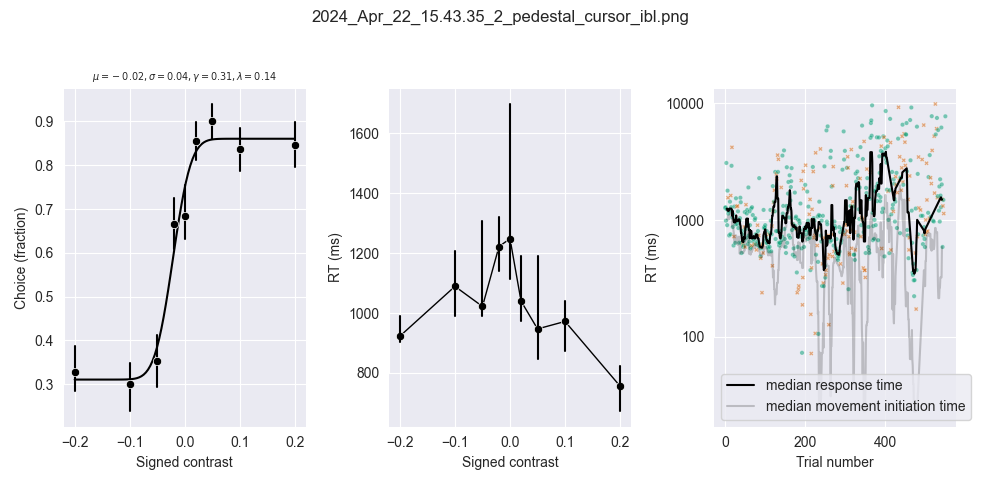 2024_Apr_22_15.43.35_2_pedestal_cursor_ibl.png
μ = − 0.02, σ = 0.04, γ = 0.31, λ = 0.14
Choice (fraction)
0.9
0.8
0.7
0.6
0.5
0.4
0.3
−0.2 −0.1 0.0 0.1 0.2
Signed contrast
RT (ms)
1600
1400
1200
1000
800
−0.2 −0.1 0.0 0.1 0.2
Signed contrast
RT (ms)
10000
1000
100
median response time
median movement initiation time
0 200 400
Trial number